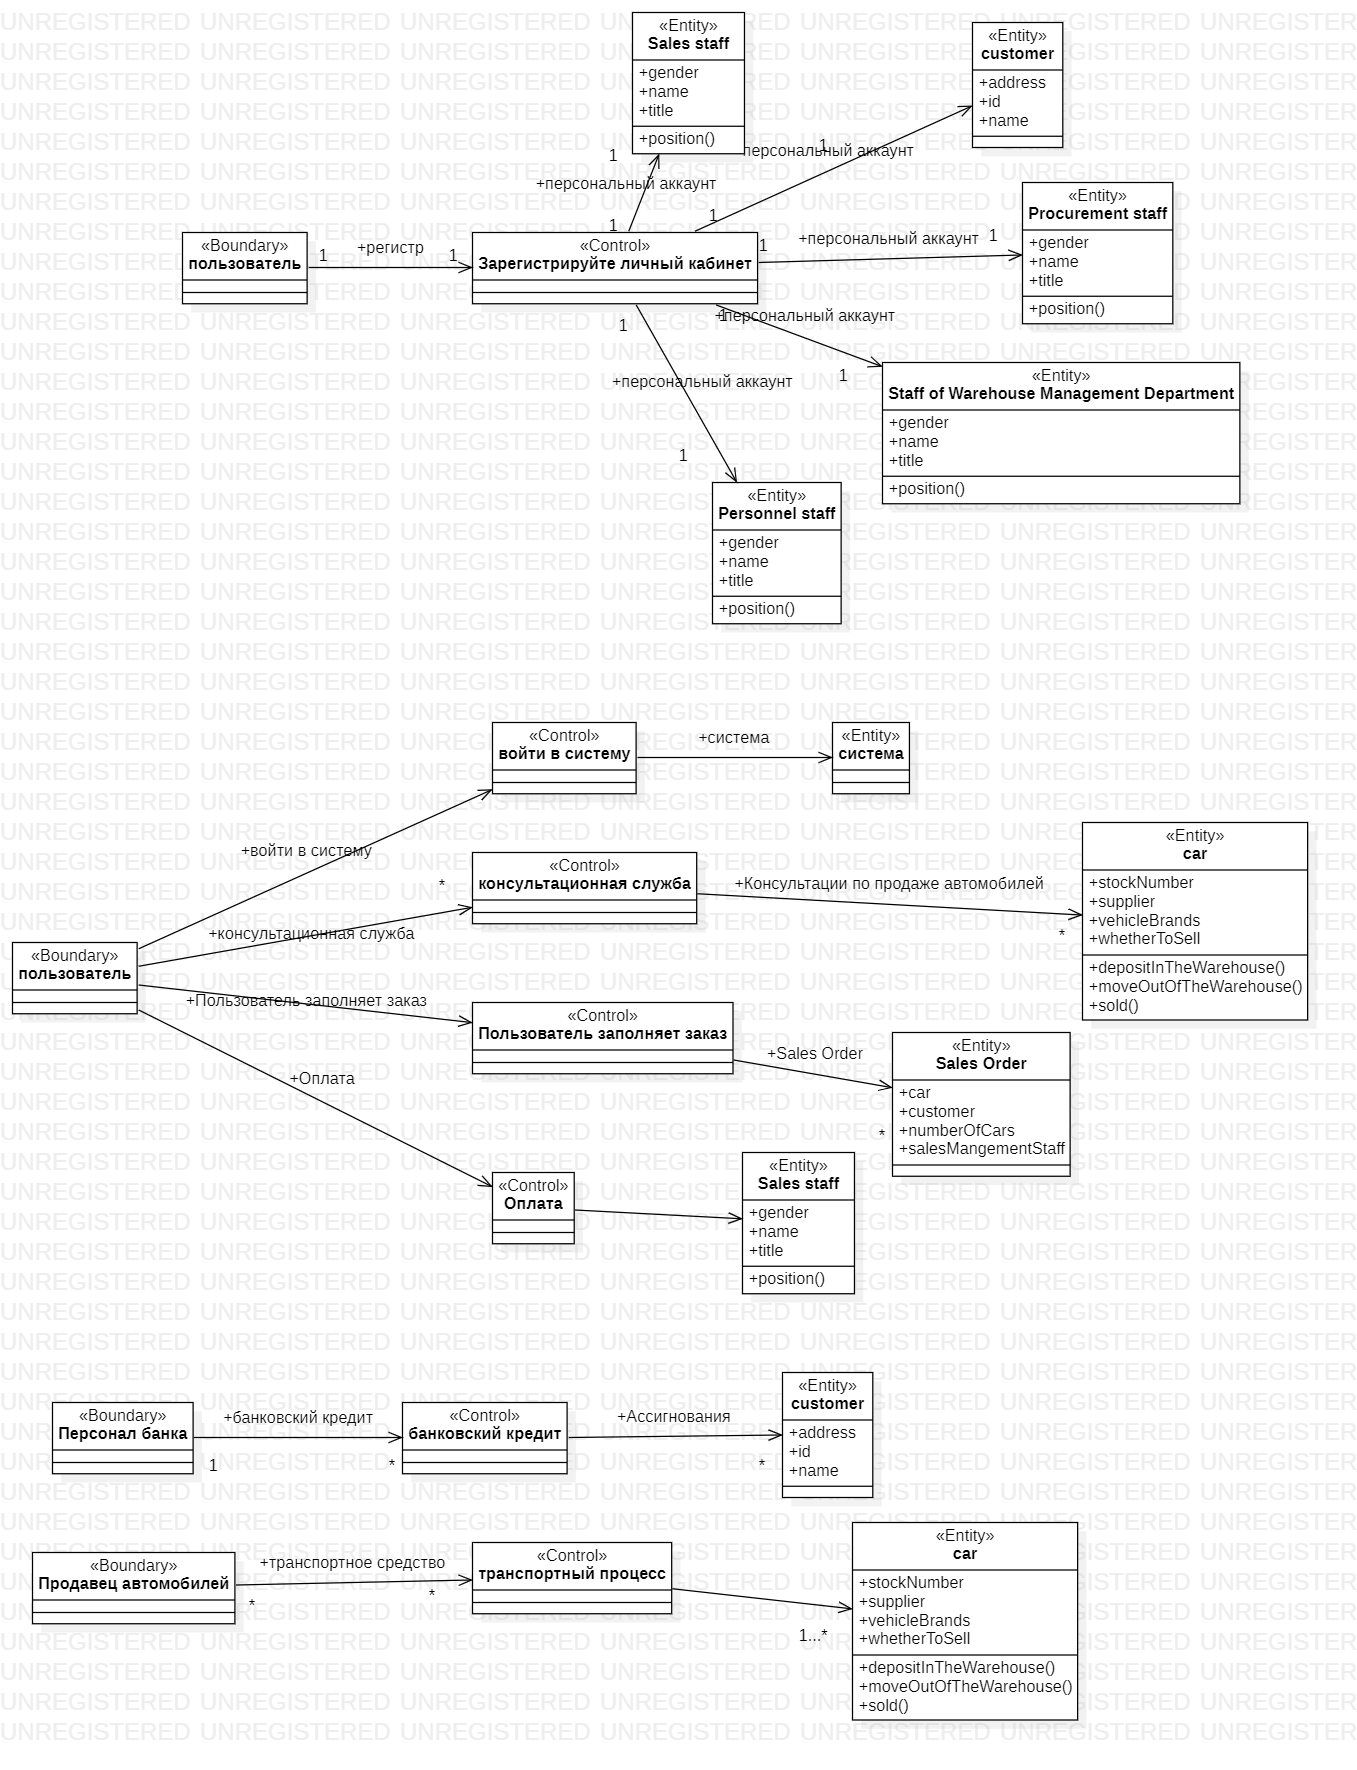 «Entity»
Sales staff
+gender
+name
+title
+position()
«Entity»
customer
+address
+id
+name
1
+персональный аккаунт
1
1
персональный аккаунт
1
«Boundary»
пользователь
1
+регистр
1
«Control»
Зарегистрируйте личный кабинет
1
+персональный аккаунт
1
«Entity»
Procurement staff
+gender
+name
+title
+position()
1
+персональный аккаунт
1
1
+персональный аккаунт
1
«Entity»
Staff of Warehouse Management Department
+gender
+name
+title
+position()
«Entity»
Personnel staff
+gender
+name
+title
+position()
«Control»
войти в систему
+система
«Entity»
система
+войти в систему
*
«Control»
консультационная служба
+Консультации по продаже автомобилей
*
«Entity»
car
+stockNumber
+supplier
+vehicleBrands
+whetherToSell
+depositInTheWarehouse()
+moveOutOfTheWarehouse()
+sold()
+консультационная служба
«Boundary»
пользователь
+Пользователь заполняет заказ
«Control»
Пользователь заполняет заказ
+Sales Order
*
«Entity»
Sales Order
+car
+customer
+numberOfCars
+salesMangementStaff
+Оплата
«Control»
Оплата
«Entity»
Sales staff
+gender
+name
+title
+position()
«Boundary»
Персонал банка
+банковский кредит
1
*
«Control»
банковский кредит
+Ассигнования
*
«Entity»
customer
+address
+id
+name
«Boundary»
Продавец автомобилей
+транспортное средство
*
*
«Control»
транспортный процесс
1...*
«Entity»
car
+stockNumber
+supplier
+vehicleBrands
+whetherToSell
+depositInTheWarehouse()
+moveOutOfTheWarehouse()
+sold()
UNREGISTERED